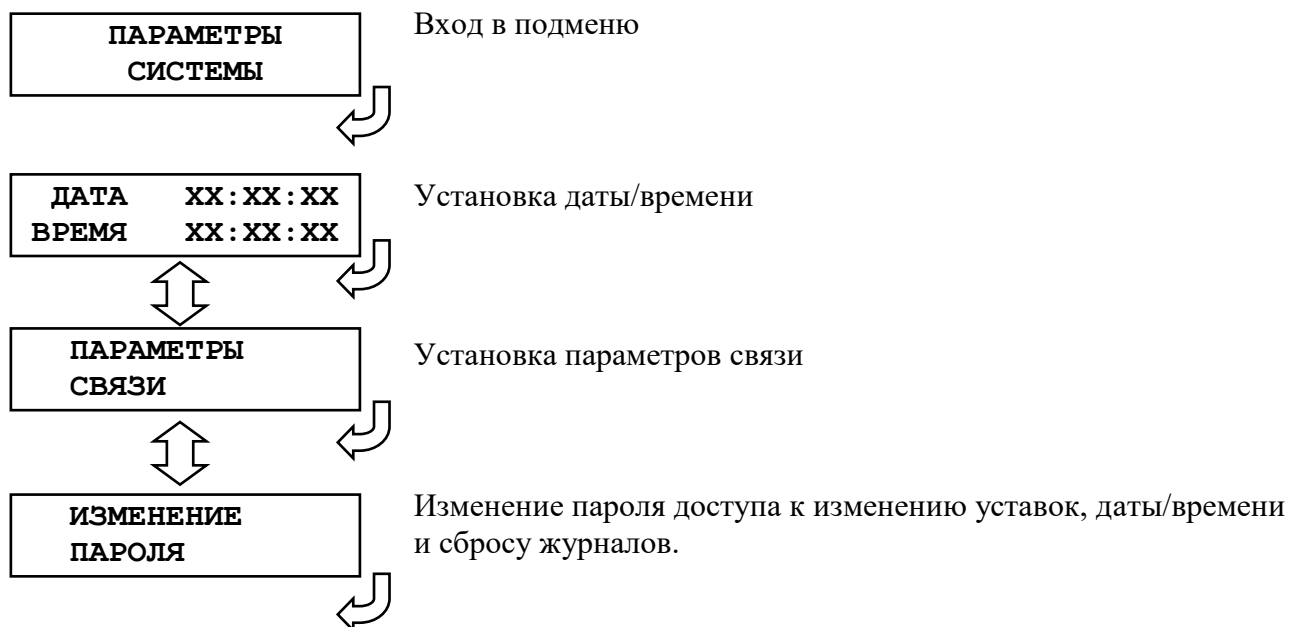 ПАРАМЕТРЫ
СИСТЕМЫ
Вход в подменю
ДАТА XX:XX:XX
ВРЕМЯ XX:XX:XX
Установка даты/времени
ПАРАМЕТРЫ
СВЯЗИ
Установка параметров связи
ИЗМЕНЕНИЕ
ПАРОЛЯ
Изменение пароля доступа к изменению уставок, даты/времени
и сбросу журналов.